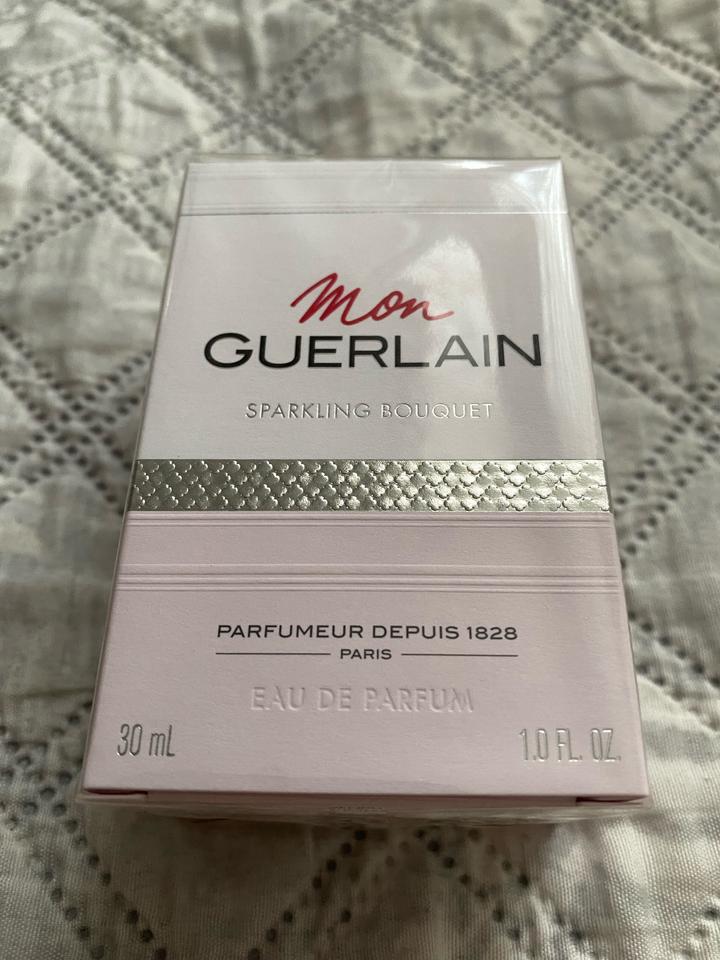 Mon
GUERLAIN
SPARKLING BOUQUET
PARFUMEUR DEPUIS 1828
PARIS
EAU DE PARFUM
30 mL 1.0 FL. OZ.